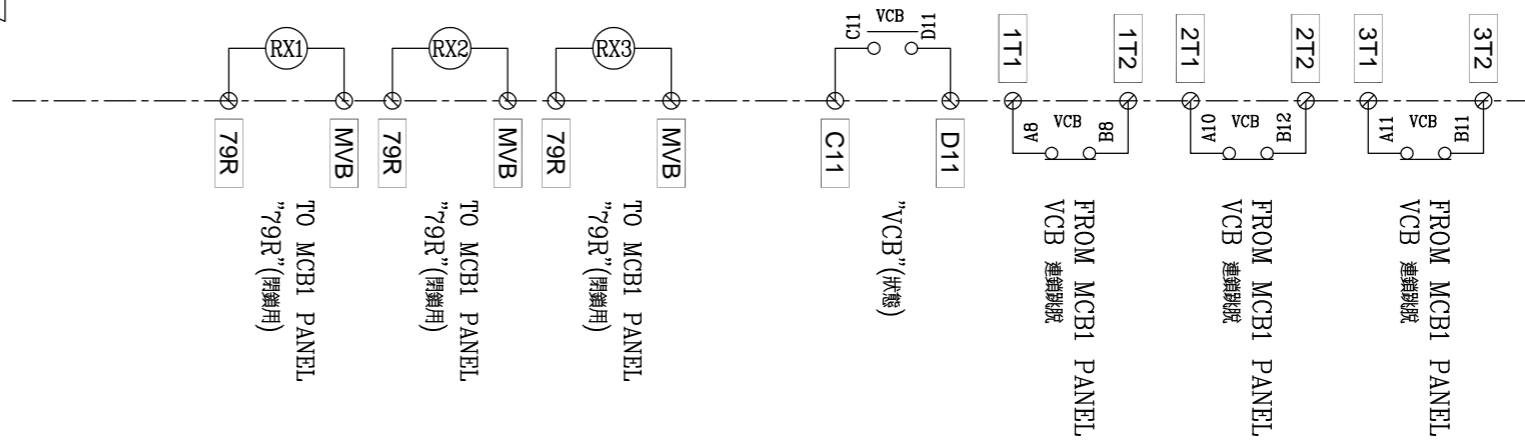 RX1
79R
MVB
TO MCB1 PANEL
"79R"(閉鎖用)
RX2
79R
MVB
TO MCB1 PANEL
"79R"(閉鎖用)
RX3
79R
MVB
TO MCB1 PANEL
"79R"(閉鎖用)
C11
VCB
D11
C11
D11
"VCB"(狀態)
1T1
1T2
A8
VCB
B8
FROM MCB1 PANEL
VCB 連鎖跳脫
2T1
2T2
A10
VCB
B12
FROM MCB1 PANEL
VCB 連鎖跳脫
3T1
3T2
A11
VCB
B11
FROM MCB1 PANEL
VCB 連鎖跳脫